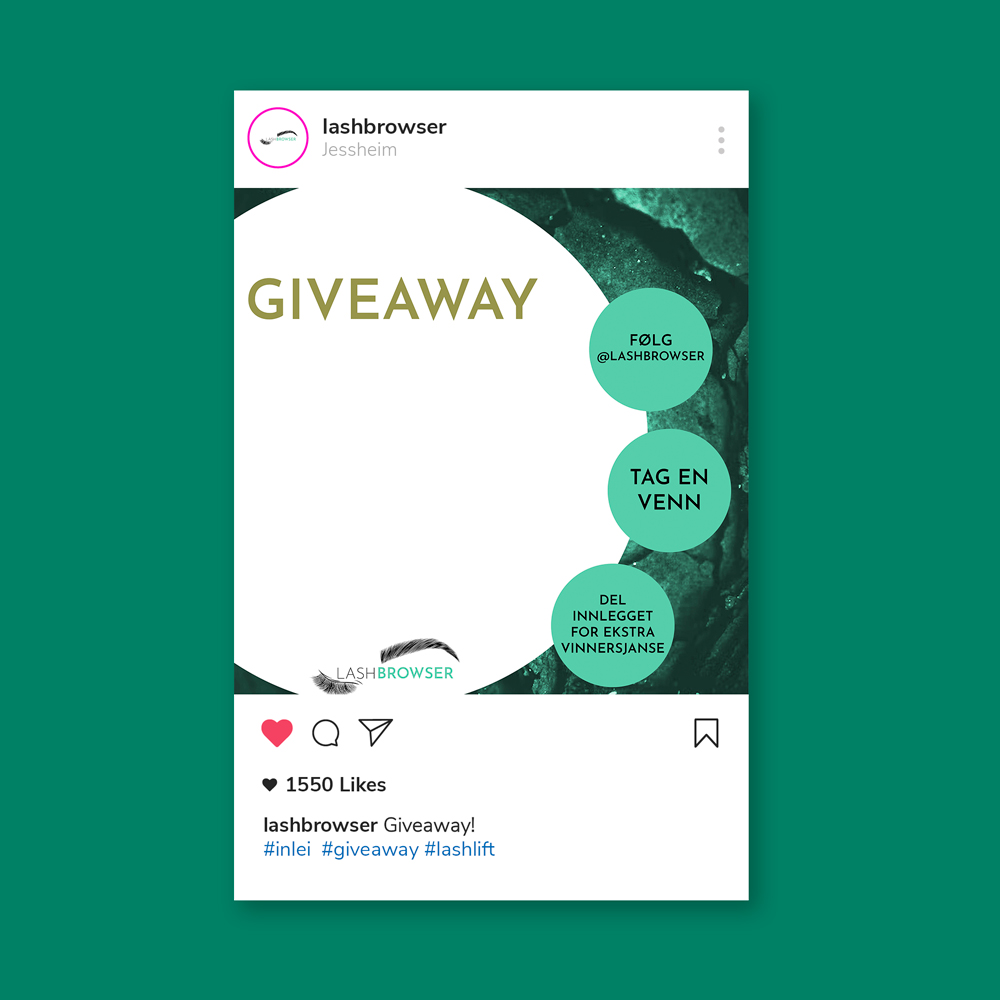 LASHBROWSER
lashbrowser
Jessheim
GIVEAWAY
FØLG
@LASHBROWSER
TAG EN
VENN
DEL
INNLEGGET
FOR EKSTRA
VINNERSJANSE
LASHBROWSER
1550 Likes
lashbrowser Giveaway!
#inlei #giveaway #lashlift